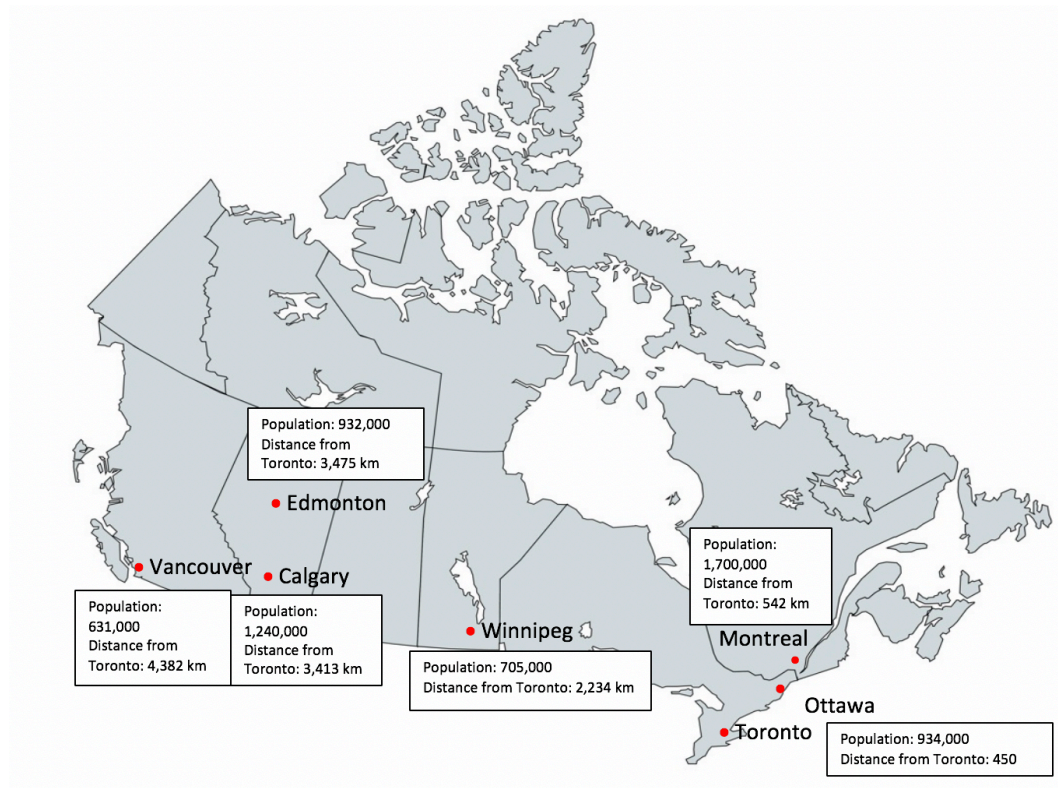 Population: 932,000
Distance from
Toronto: 3,475 km
Edmonton
Vancouver
Calgary
Population:
631,000
Distance from
Toronto: 4,382 km
Population:
1,240,000
Distance from
Toronto: 3,413 km
Winnipeg
Population: 705,000
Distance from Toronto: 2,234 km
Population:
1,700,000
Distance from
Toronto: 542 km
Montreal
Ottawa
Toronto
Population: 934,000
Distance from Toronto: 450